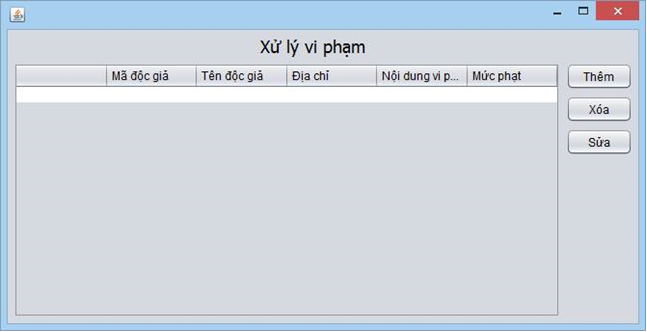 Xử lý vi phạm
Mã độc giả Tên độc giả Địa chỉ Nội dung vi p... Mức phạt
Thêm
Xóa
Sửa